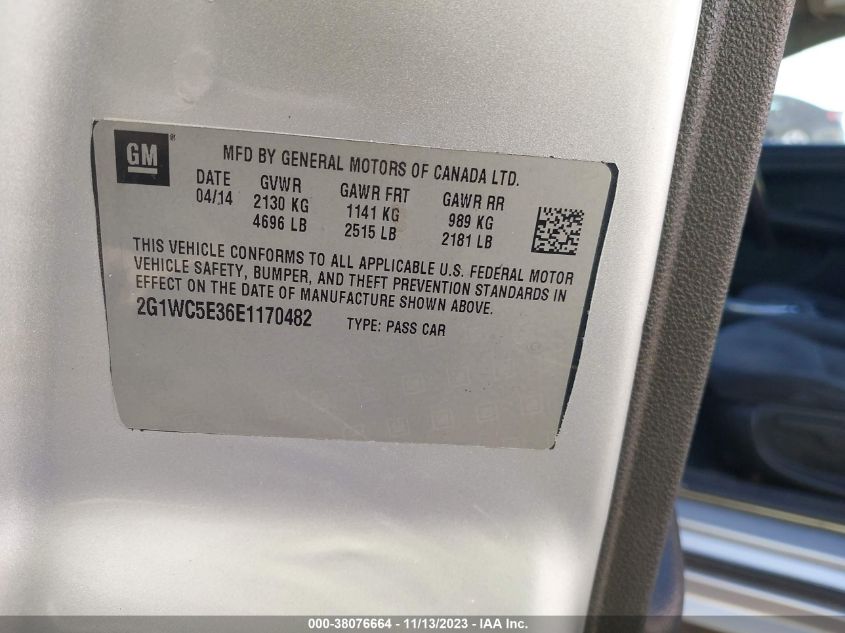 GM®
MFD BY GENERAL MOTORS OF CANADA LTD.
DATE GVWR GAWR FRT GAWR RR
04/14 2130 KG 1141 KG 989 KG
4696 LB 2515 LB 2181 LB
THIS VEHICLE CONFORMS TO ALL APPLICABLE U.S. FEDERAL MOTOR
VEHICLE SAFETY, BUMPER, AND THEFT PREVENTION STANDARDS IN
EFFECT ON THE DATE OF MANUFACTURE SHOWN ABOVE.
2G1WC5E36E1170482 TYPE: PASS CAR
000-38076664 - 11/13/2023 - IAA Inc.